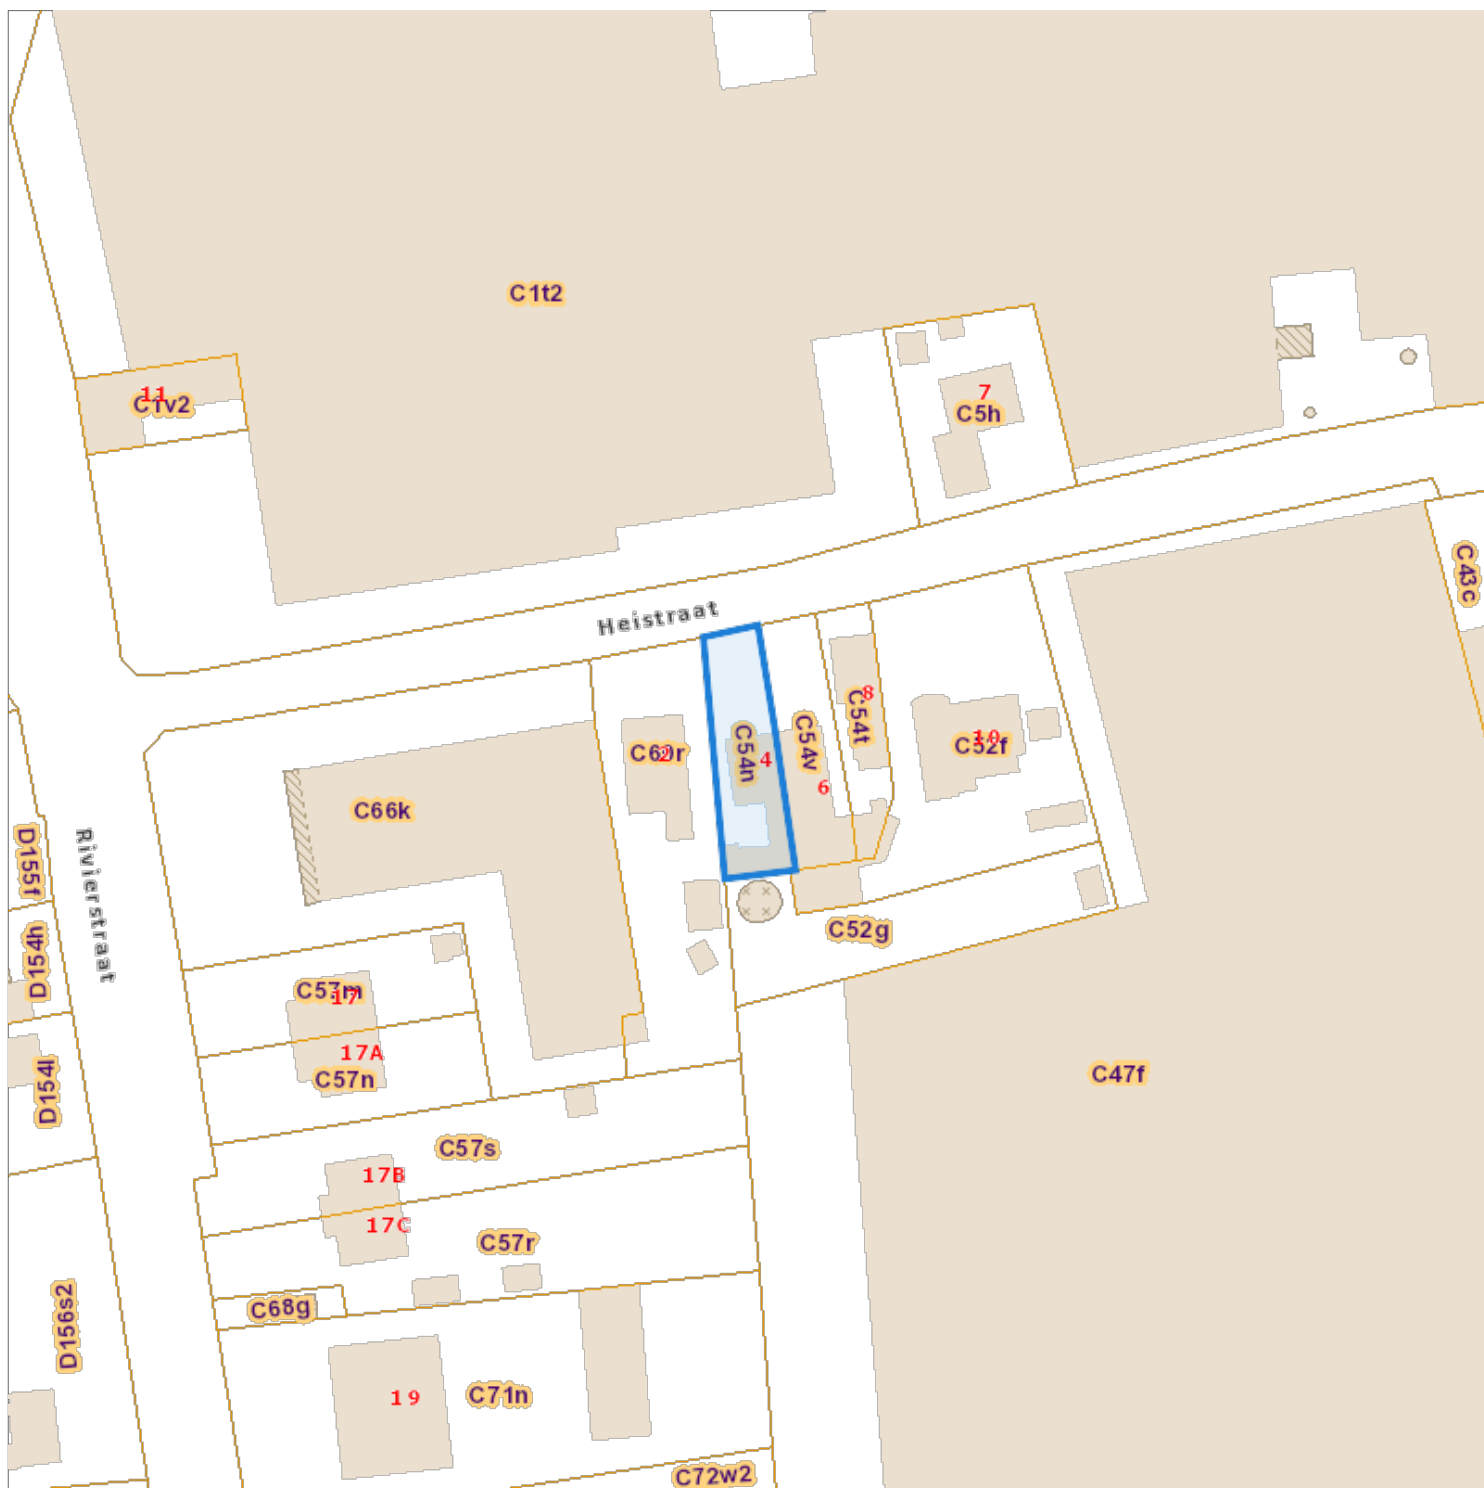 C1t2
11
C1v2
7
C5h
C43c
Heistraat
8
C54t
C54v
C54n
4
6
C60r
2
10
C52f
C66k
D155f
Rivierstraat
D154h
C52g
C57m
17
17A
C57n
D154l
C47f
C57s
17B
17C
C57r
C68g
D156s2
19
C71n
C72w2